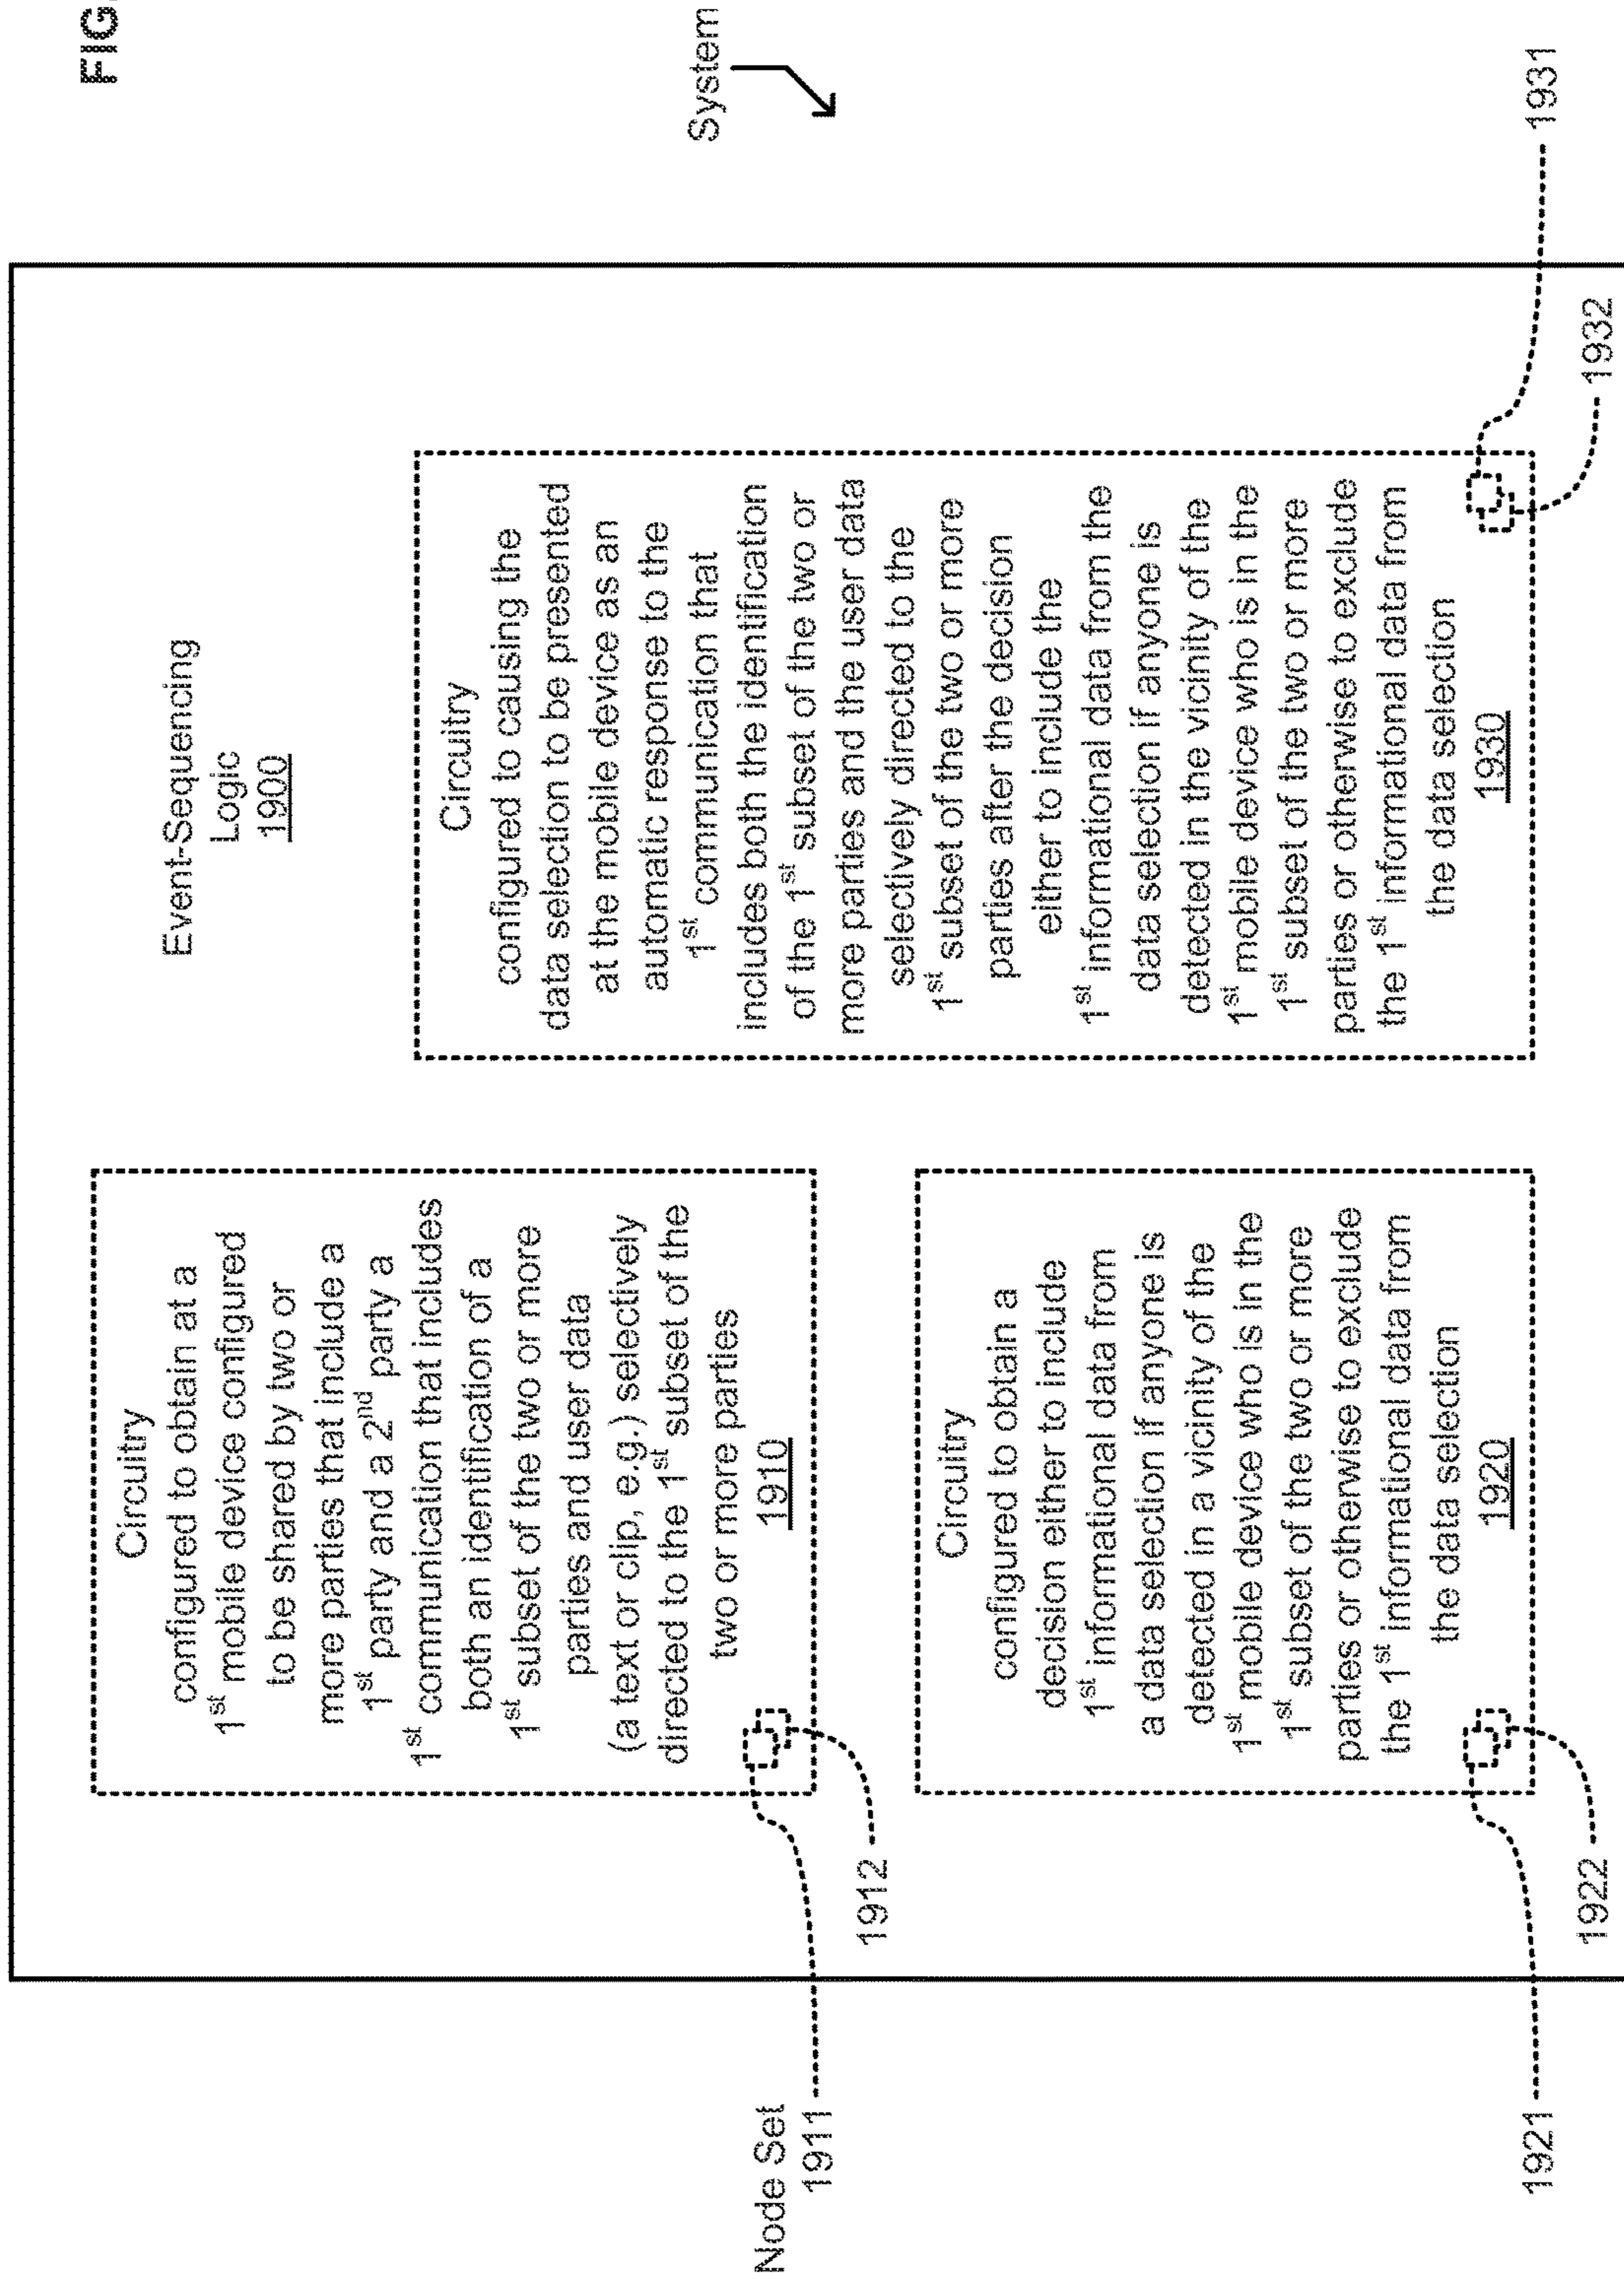 FIG.
System
Event-Sequencing
Logic
1900
Circuitry
configured to obtain at a
1st mobile device configured
to be shared by two or
more parties that include a
1st party and a 2nd party a
1st communication that includes
both an identification of a
1st subset of the two or more
parties and user data
(a text or clip, e.g.) selectively
directed to the 1st subset of the
two or more parties
1910
Node Set
1911
1912
Circuitry
configured to obtain a
decision either to include
1st informational data from
a data selection if anyone is
detected in a vicinity of the
1st mobile device who is in the
1st subset of the two or more
parties or otherwise to exclude
the 1st informational data from
the data selection
1920
1921
1922
Circuitry
configured to causing the
data selection to be presented
at the mobile device as an
automatic response to the
1st communication that
includes both the identification
of the 1st subset of the two or
more parties and the user data
selectively directed to the
1st subset of the two or more
parties after the decision
either to include the
1st informational data from the
data selection if anyone is
detected in the vicinity of the
1st mobile device who is in the
1st subset of the two or more
parties or otherwise to exclude
the 1st informational data from
the data selection
1930
1931
1932